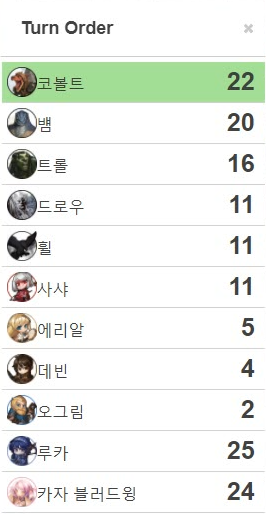 Turn Order ×
코볼트 22
뱀 20
트롤 16
드로우 11
휠 11
사샤 11
에리알 5
데빈 4
오그림 2
루카 25
카자 블러드윙 24